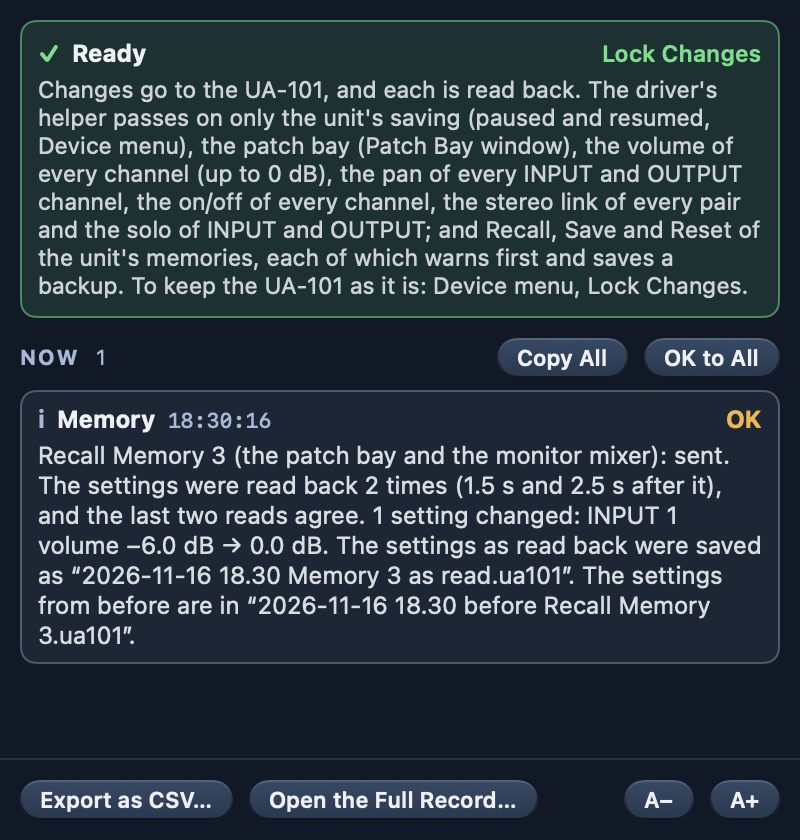 ✓ Ready Lock Changes
Changes go to the UA-101, and each is read back. The driver's
helper passes on only the unit's saving (paused and resumed,
Device menu), the patch bay (Patch Bay window), the volume of
every channel (up to 0 dB), the pan of every INPUT and OUTPUT
channel, the on/off of every channel, the stereo link of every pair
and the solo of INPUT and OUTPUT; and Recall, Save and Reset of
the unit's memories, each of which warns first and saves a
backup. To keep the UA-101 as it is: Device menu, Lock Changes.
NOW 1 Copy All OK to All
i Memory 18:30:16 OK
Recall Memory 3 (the patch bay and the monitor mixer): sent.
The settings were read back 2 times (1.5 s and 2.5 s after it),
and the last two reads agree. 1 setting changed: INPUT 1
volume −6.0 dB → 0.0 dB. The settings as read back were saved
as “2026-11-16 18.30 Memory 3 as read.ua101”. The settings
from before are in “2026-11-16 18.30 before Recall Memory
3.ua101”.
Export as CSV... Open the Full Record... A− A+